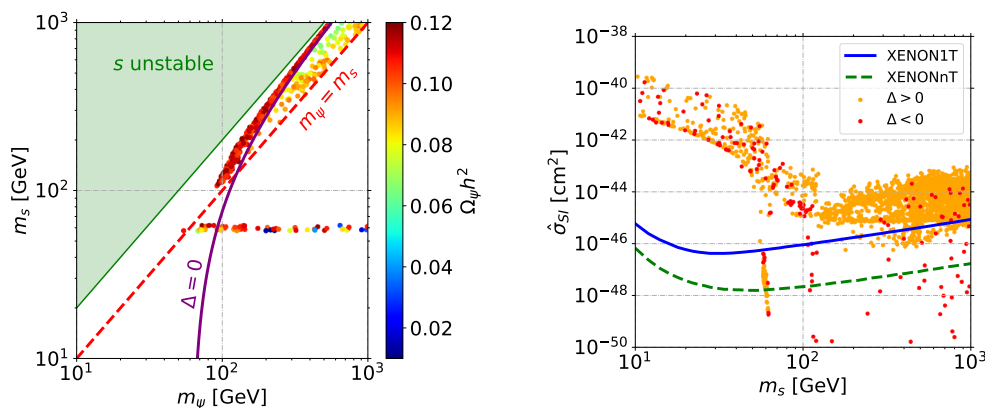 10³
10²
10¹
10¹
10²
10³
m_s [GeV]
m_ψ [GeV]
s unstable
m_ψ = m_s
Δ = 0
0.12
0.10
0.08
0.06
0.04
0.02
Ω_ψh²
10⁻³⁸
10⁻⁴⁰
10⁻⁴²
10⁻⁴⁴
10⁻⁴⁶
10⁻⁴⁸
10⁻⁵⁰
10¹
10²
10³
σ̂_SI [cm²]
m_s [GeV]
XENON1T
XENONnT
Δ > 0
Δ < 0